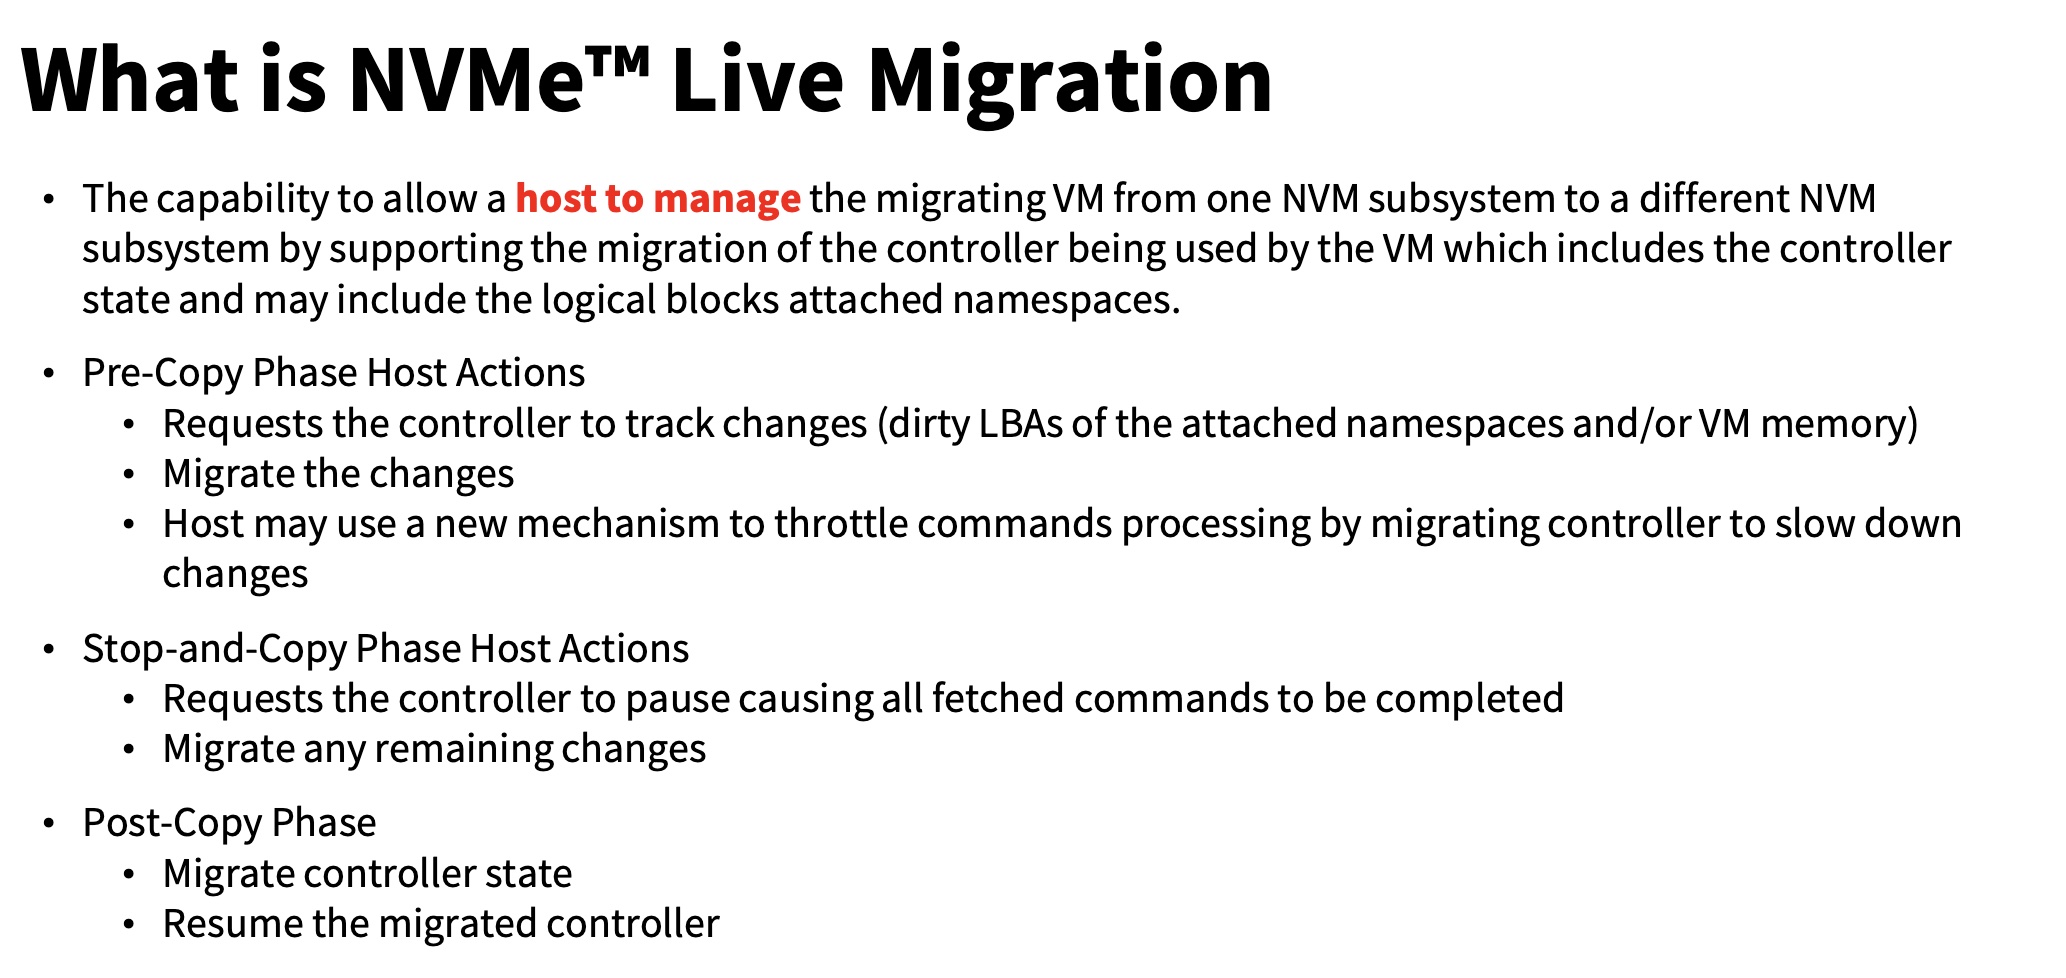 What is NVMe™ Live Migration
• The capability to allow a host to manage the migrating VM from one NVM subsystem to a different NVM
subsystem by supporting the migration of the controller being used by the VM which includes the controller
state and may include the logical blocks attached namespaces.
• Pre-Copy Phase Host Actions
• Requests the controller to track changes (dirty LBAs of the attached namespaces and/or VM memory)
• Migrate the changes
• Host may use a new mechanism to throttle commands processing by migrating controller to slow down
changes
• Stop-and-Copy Phase Host Actions
• Requests the controller to pause causing all fetched commands to be completed
• Migrate any remaining changes
• Post-Copy Phase
• Migrate controller state
• Resume the migrated controller